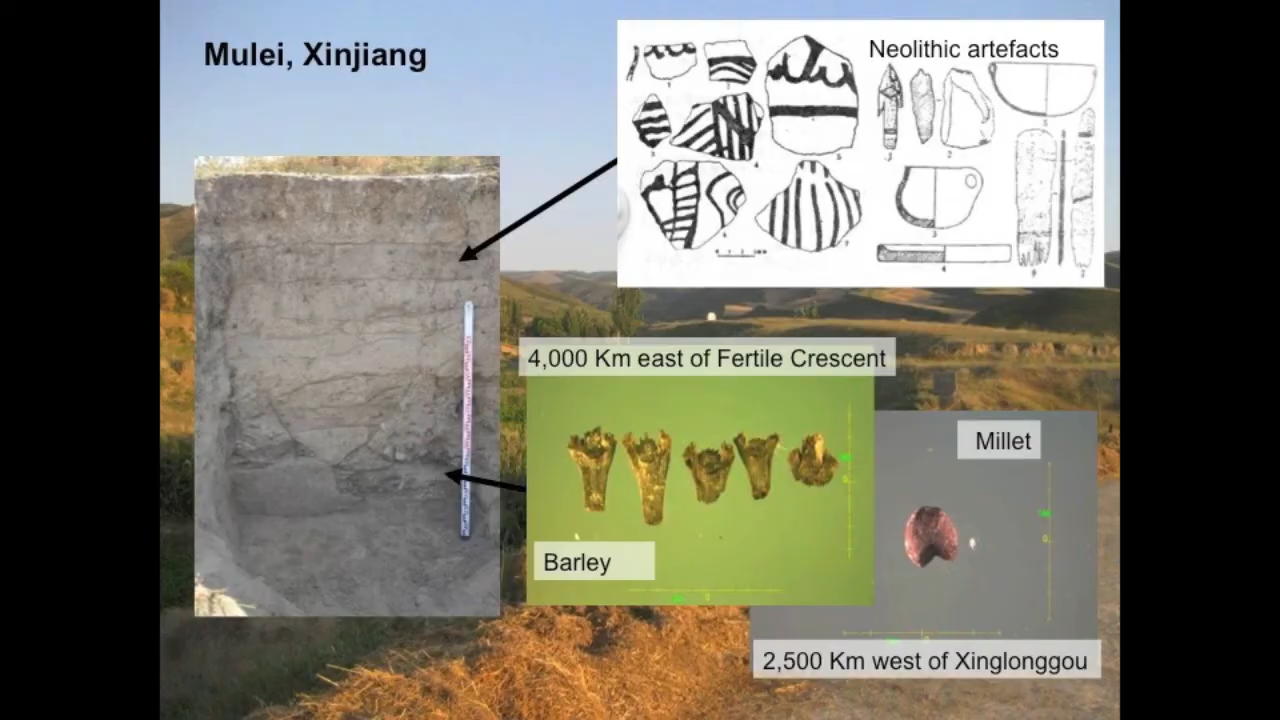 Mulei, Xinjiang
Neolithic artefacts
4,000 Km east of Fertile Crescent
Millet
Barley
2,500 Km west of Xinglonggou